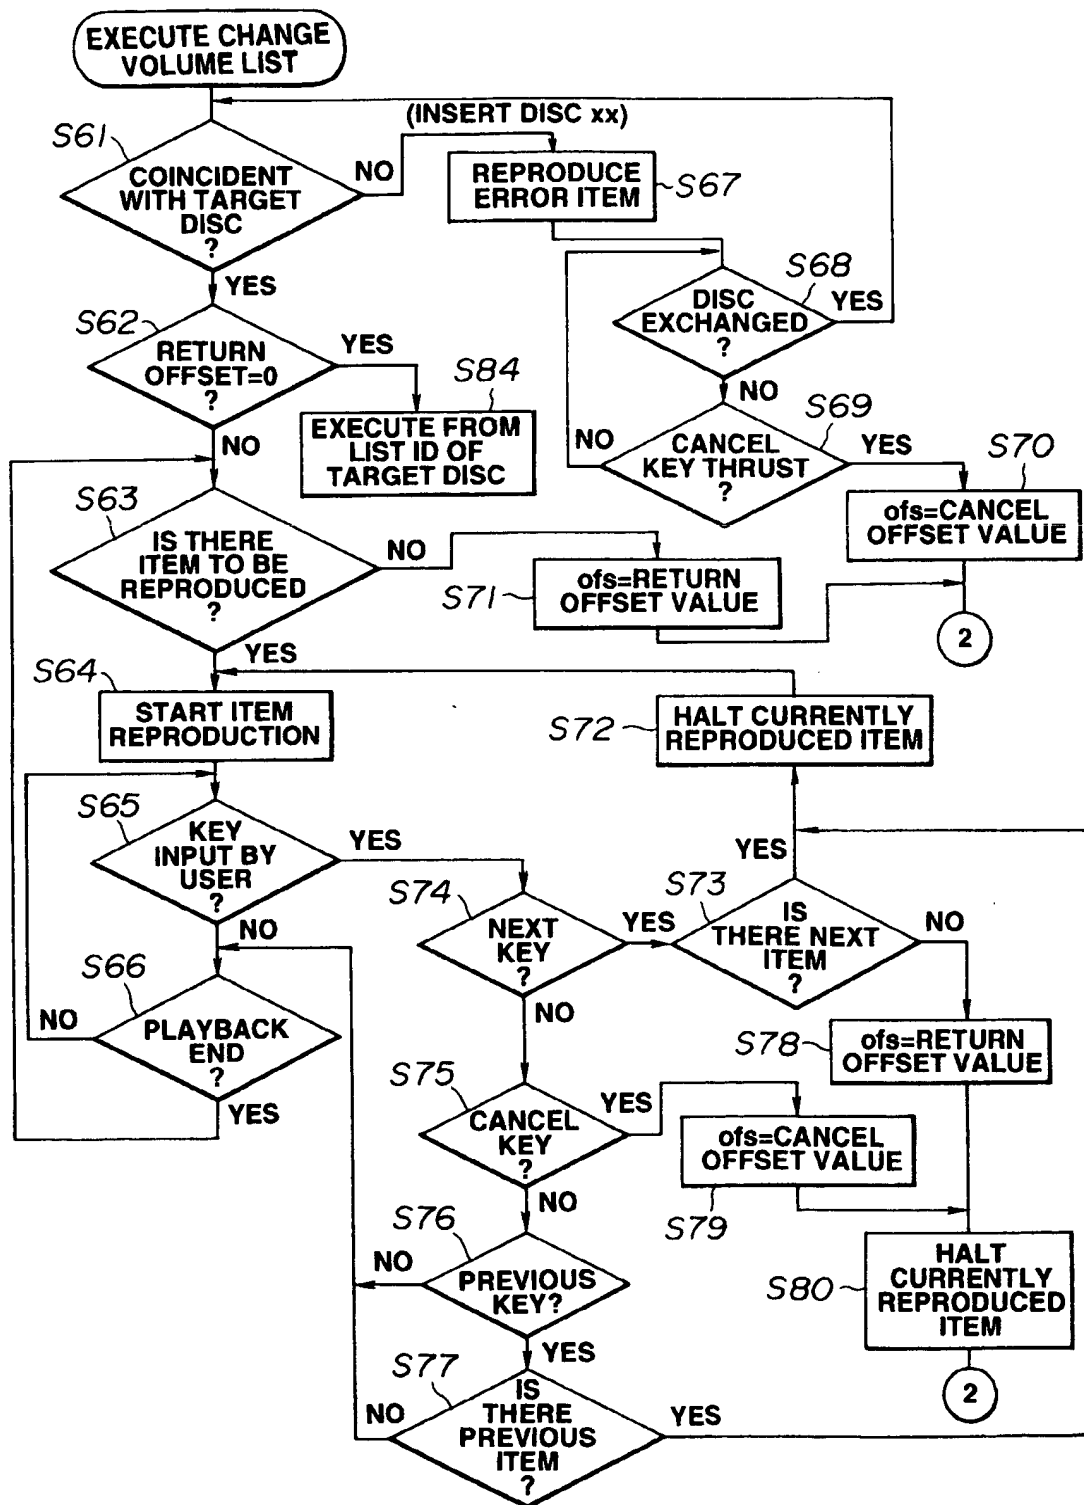 EXECUTE CHANGE
VOLUME LIST
(INSERT DISC xx)
S61
COINCIDENT
WITH TARGET
DISC
?
NO
YES
REPRODUCE
ERROR ITEM
S67
S68
DISC
EXCHANGED
?
YES
NO
S62
RETURN
OFFSET=0
?
YES
NO
S84
EXECUTE FROM
LIST ID OF
TARGET DISC
S69
CANCEL
KEY THRUST
?
NO
YES
S70
ofs=CANCEL
OFFSET VALUE
2
S63
IS THERE
ITEM TO BE
REPRODUCED
?
NO
YES
S71
ofs=RETURN
OFFSET VALUE
S64
START ITEM
REPRODUCTION
S72
HALT CURRENTLY
REPRODUCED ITEM
S65
KEY
INPUT BY
USER
?
YES
NO
S74
NEXT
KEY
?
YES
NO
S73
IS
THERE NEXT
ITEM
?
YES
NO
S66
PLAYBACK
END
?
NO
YES
S78
ofs=RETURN
OFFSET VALUE
S75
CANCEL
KEY
?
YES
NO
ofs=CANCEL
OFFSET VALUE
S79
S76
PREVIOUS
KEY?
NO
YES
S80
HALT
CURRENTLY
REPRODUCED
ITEM
2
S77
IS
THERE
PREVIOUS
ITEM
?
NO
YES